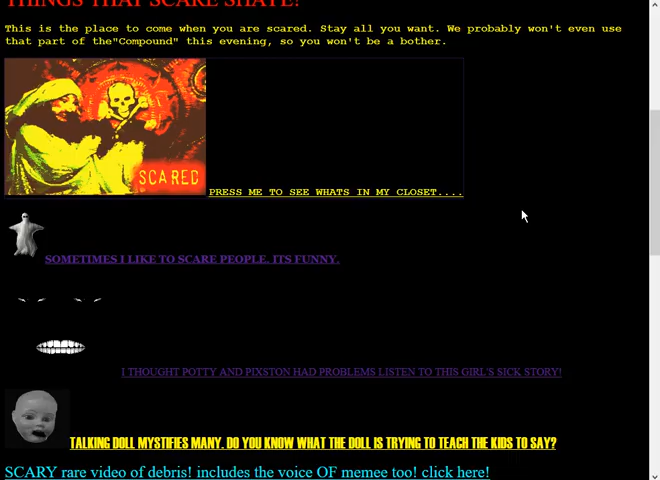 THINGS THAT SCARE SHAYE!
This is the place to come when you are scared. Stay all you want. We probably won't even use
that part of the"Compound" this evening, so you won't be a bother.
SCARED
PRESS ME TO SEE WHATS IN MY CLOSET....
SOMETIMES I LIKE TO SCARE PEOPLE. ITS FUNNY.
I THOUGHT POTTY AND PIXSTON HAD PROBLEMS LISTEN TO THIS GIRL'S SICK STORY!
TALKING DOLL MYSTIFIES MANY. DO YOU KNOW WHAT THE DOLL IS TRYING TO TEACH THE KIDS TO SAY?
SCARY rare video of debris! includes the voice OF memee too! click here!